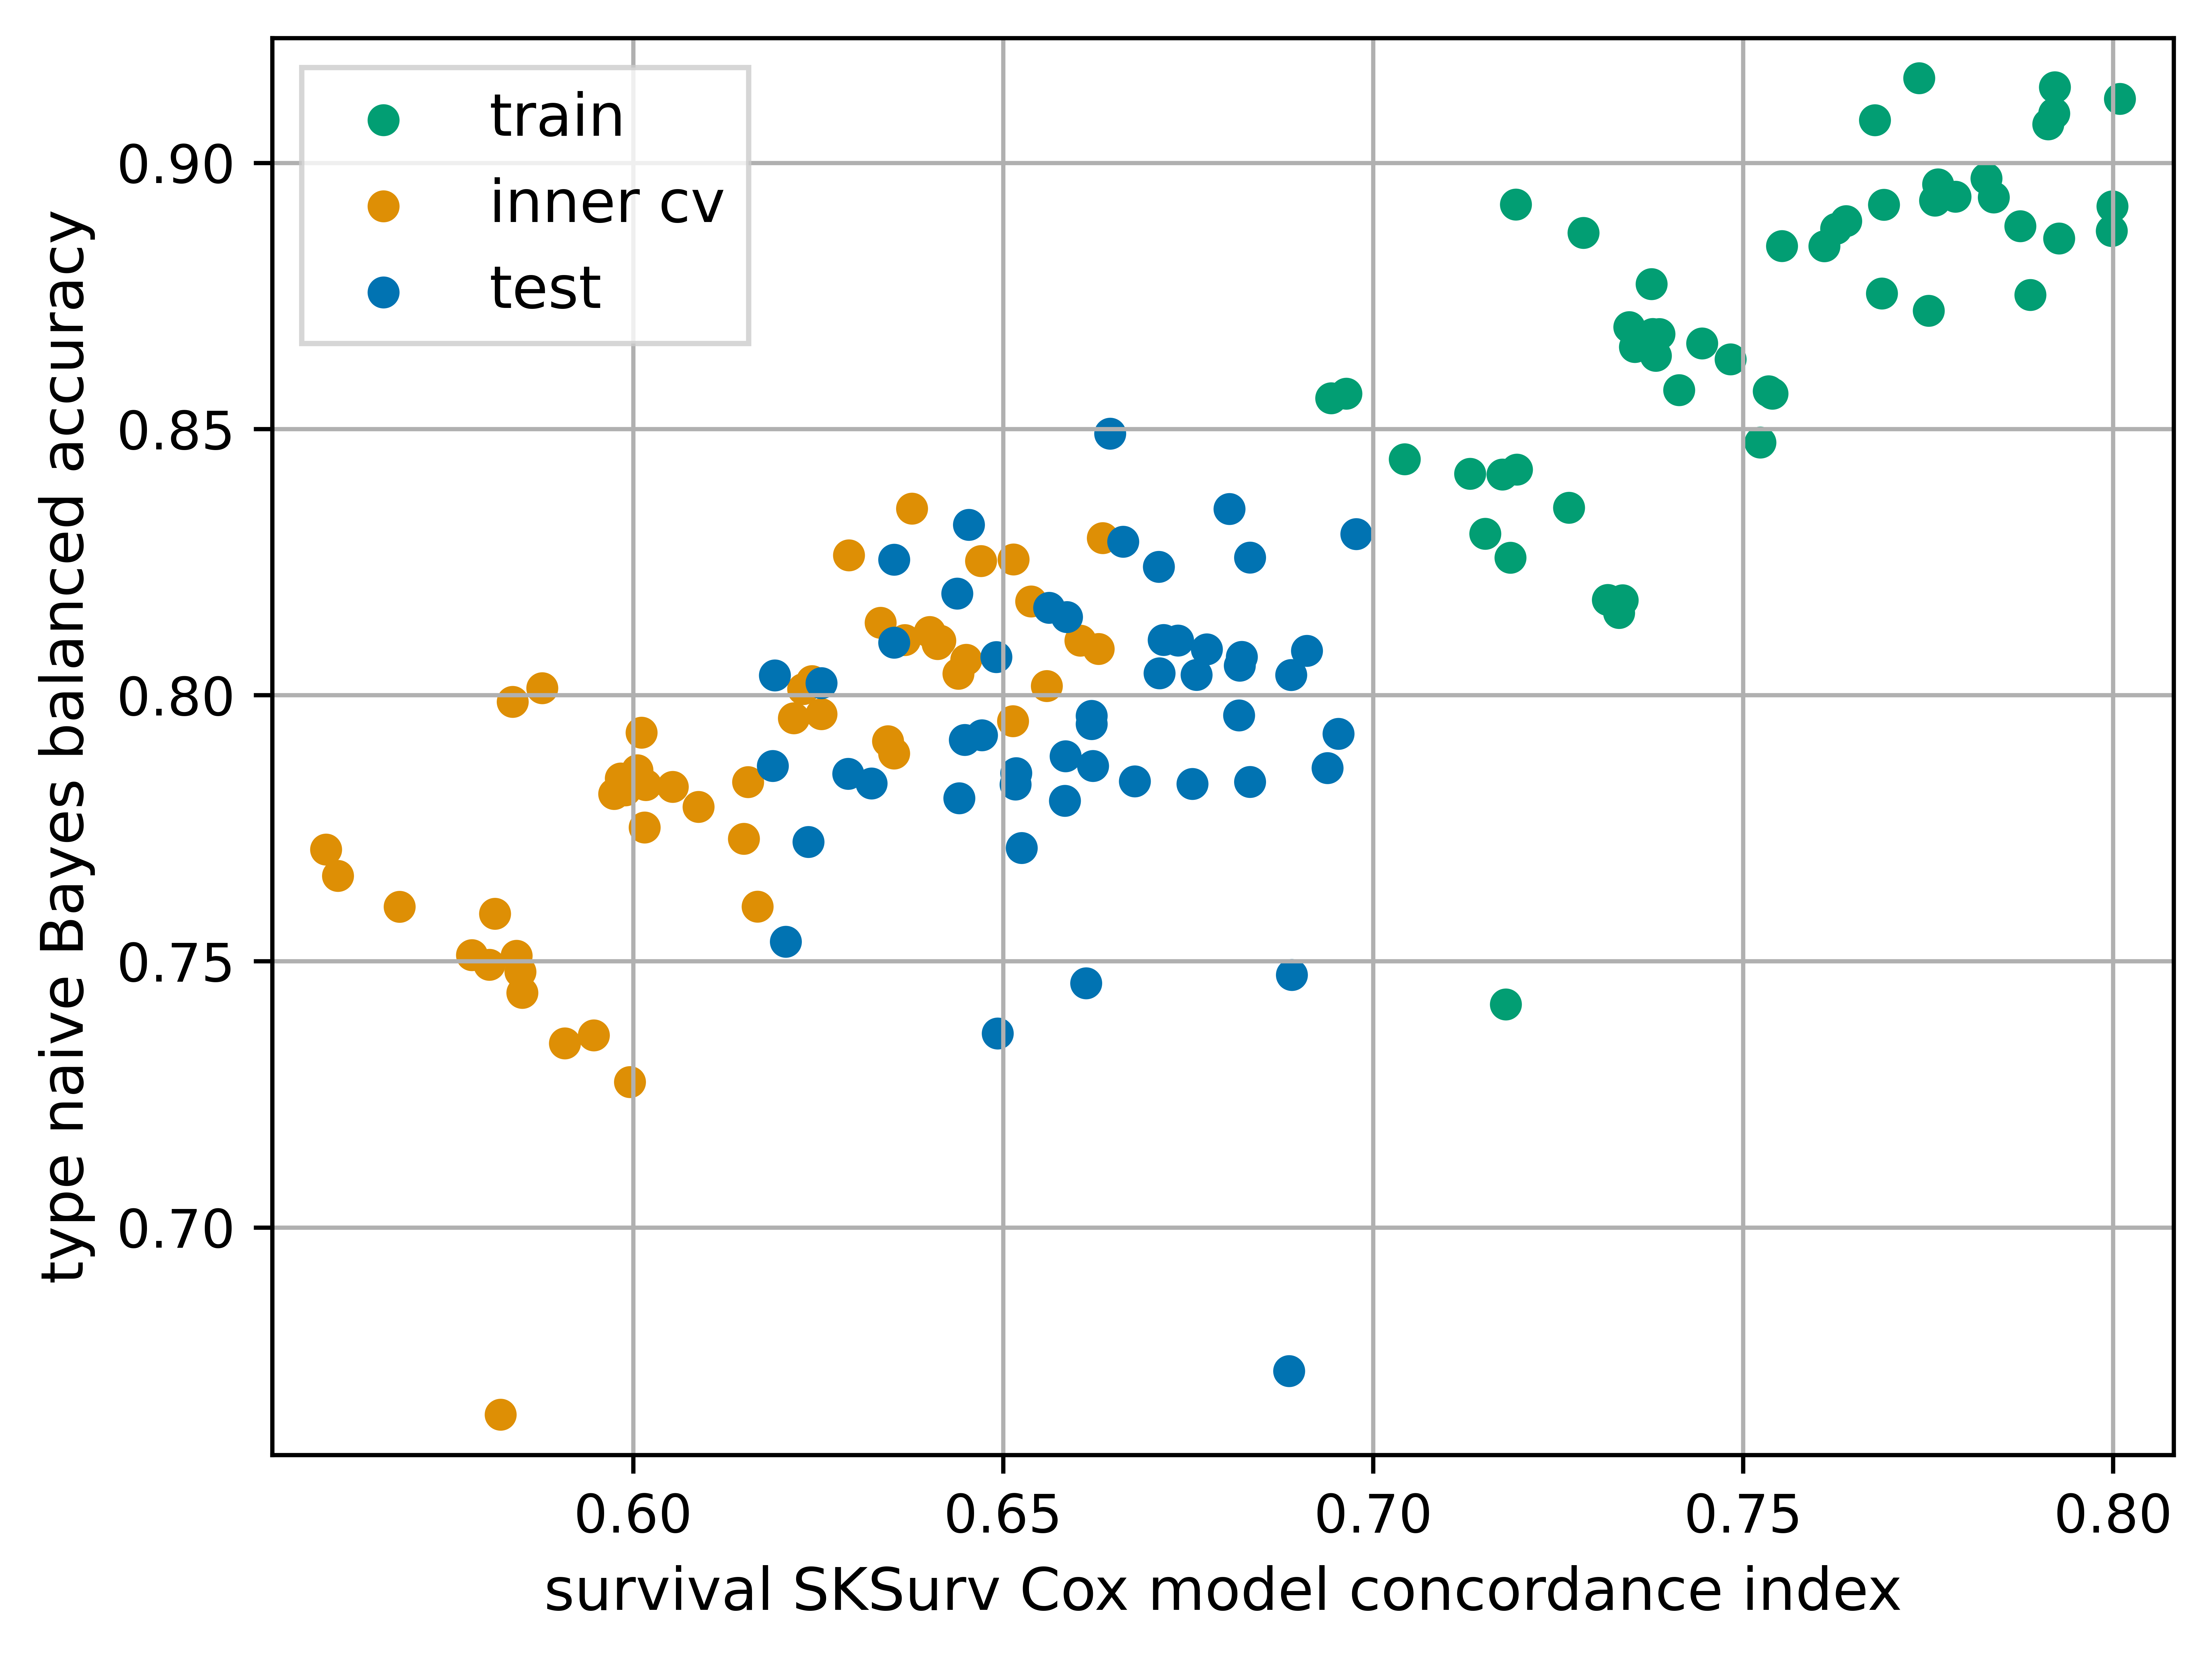 train
inner cv
test
type naive Bayes balanced accuracy
0.90
0.85
0.80
0.75
0.70
0.60
0.65
0.70
0.75
0.80
survival SKSurv Cox model concordance index